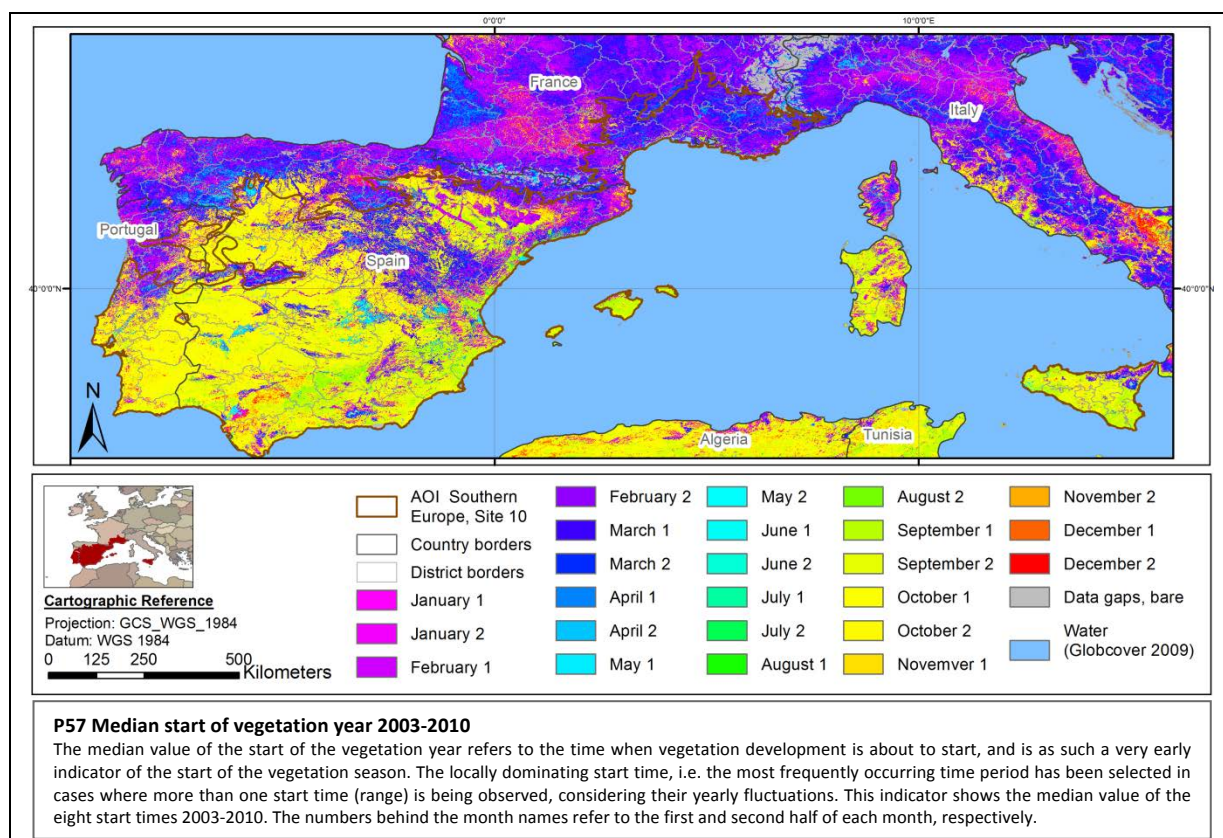 0°0'0"
10°0'0"E
France
Italy
Portugal
Spain
40°0'0"N
40°0'0"N
N
Algeria
Tunisia
Cartographic Reference
Projection: GCS_WGS_1984
Datum: WGS 1984
0 125 250 500
Kilometers
AOI Southern
Europe, Site 10
Country borders
District borders
January 1
January 2
February 1
February 2
March 1
March 2
April 1
April 2
May 1
May 2
June 1
June 2
July 1
July 2
August 1
August 2
September 1
September 2
October 1
October 2
Novemver 1
November 2
December 1
December 2
Data gaps, bare
Water
(Globcover 2009)
P57 Median start of vegetation year 2003-2010
The median value of the start of the vegetation year refers to the time when vegetation development is about to start, and is as such a very early
indicator of the start of the vegetation season. The locally dominating start time, i.e. the most frequently occurring time period has been selected in
cases where more than one start time (range) is being observed, considering their yearly fluctuations. This indicator shows the median value of the
eight start times 2003-2010. The numbers behind the month names refer to the first and second half of each month, respectively.